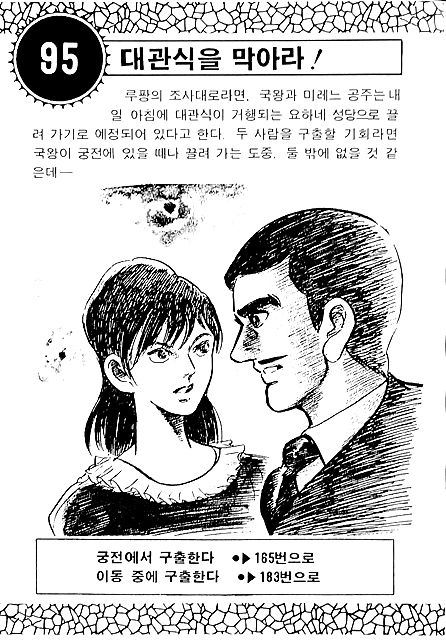 95
대관식을 막아라!
루팡의 조사대로라면, 국왕과 미레느 공주는 내
일 아침에 대관식이 거행되는 요하네 성당으로 끌
려 가기로 예정되어 있다고 한다. 두 사람을 구출할 기회라면
국왕이 궁전에 있을 때나 끌려 가는 도중. 둘 밖에 없을 것 같
은데—
궁전에서 구출한다 ●▶ 165번으로
이동 중에 구출한다 ●▶ 183번으로